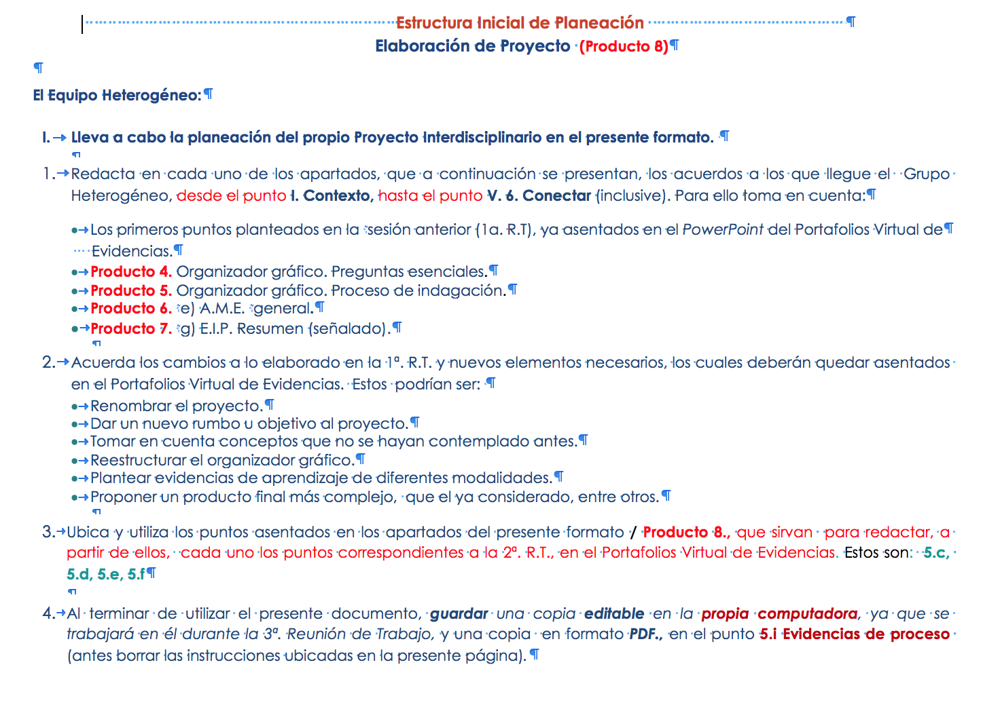 Estructura Inicial de Planeación
Elaboración de Proyecto (Producto 8)
El Equipo Heterogéneo:
I. Lleva a cabo la planeación del propio Proyecto Interdisciplinario en el presente formato.
1. Redacta en cada uno de los apartados, que a continuación se presentan, los acuerdos a los que llegue el Grupo
Heterogéneo, desde el punto I. Contexto, hasta el punto V. 6. Conectar (inclusive). Para ello toma en cuenta:
• Los primeros puntos planteados en la sesión anterior (1a. R.T), ya asentados en el PowerPoint del Portafolios Virtual de
Evidencias.
• Producto 4. Organizador gráfico. Preguntas esenciales.
• Producto 5. Organizador gráfico. Proceso de indagación.
• Producto 6. e) A.M.E. general.
• Producto 7. g) E.I.P. Resumen (señalado).
2. Acuerda los cambios a lo elaborado en la 1ª. R.T. y nuevos elementos necesarios, los cuales deberán quedar asentados
en el Portafolios Virtual de Evidencias. Estos podrían ser:
• Renombrar el proyecto.
• Dar un nuevo rumbo u objetivo al proyecto.
• Tomar en cuenta conceptos que no se hayan contemplado antes.
• Reestructurar el organizador gráfico.
• Plantear evidencias de aprendizaje de diferentes modalidades.
• Proponer un producto final más complejo, que el ya considerado, entre otros.
3. Ubica y utiliza los puntos asentados en los apartados del presente formato / Producto 8., que sirvan para redactar, a
partir de ellos, cada uno los puntos correspondientes a la 2ª. R.T., en el Portafolios Virtual de Evidencias. Estos son: 5.c,
5.d, 5.e, 5.f
4. Al terminar de utilizar el presente documento, guardar una copia editable en la propia computadora, ya que se
trabajará en él durante la 3ª. Reunión de Trabajo, y una copia en formato PDF., en el punto 5.i Evidencias de proceso
(antes borrar las instrucciones ubicadas en la presente página).